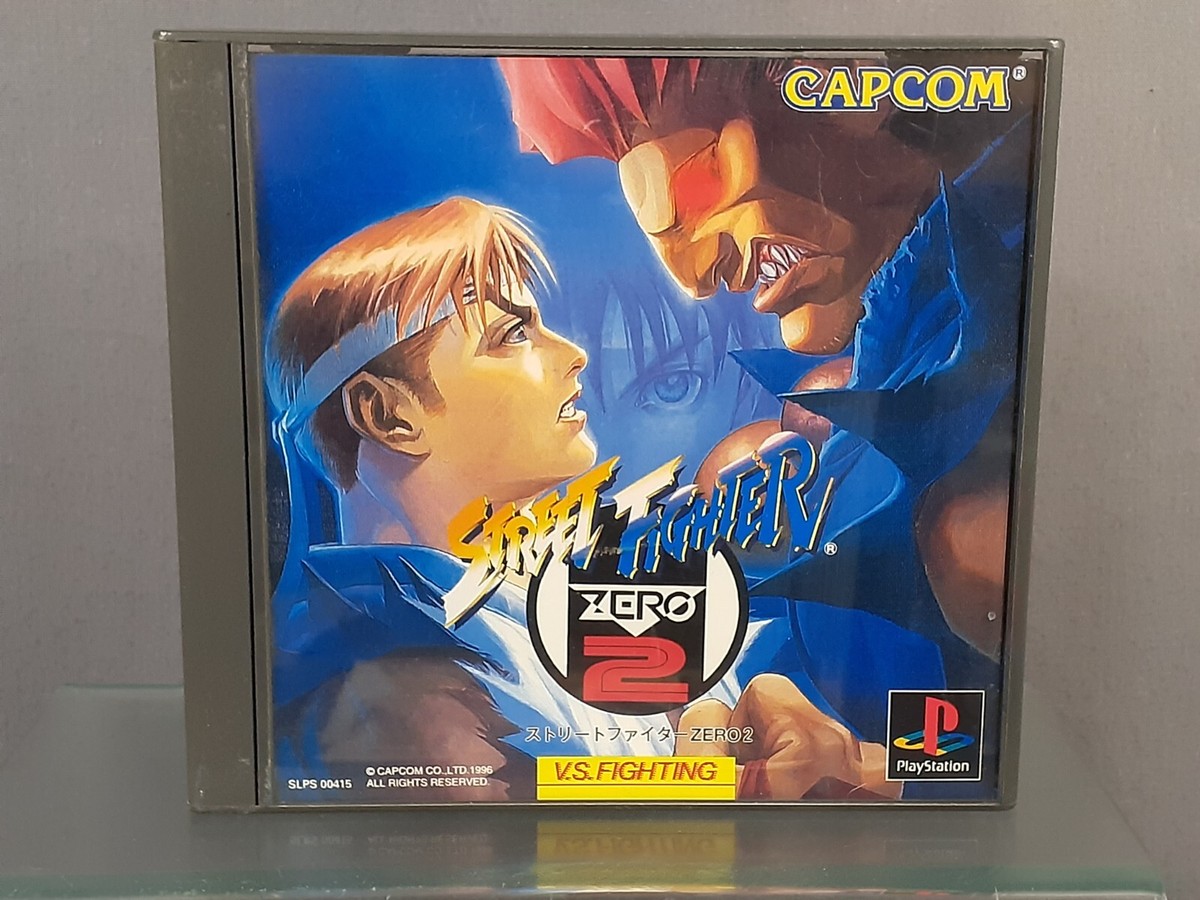 CAPCOM®
STREET FIGHTER®
ZERO
2
ストリートファイターZERO2
V.S. FIGHTING
SLPS 00415
© CAPCOM CO.,LTD. 1996
ALL RIGHTS RESERVED.
PlayStation